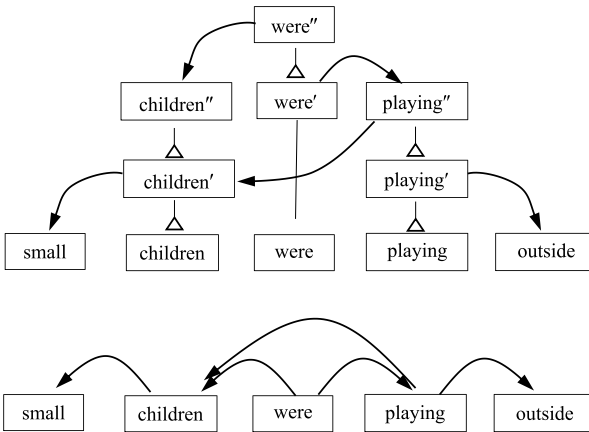 were″
children″ were′ playing″
children′ playing′
small children were playing outside
small children were playing outside